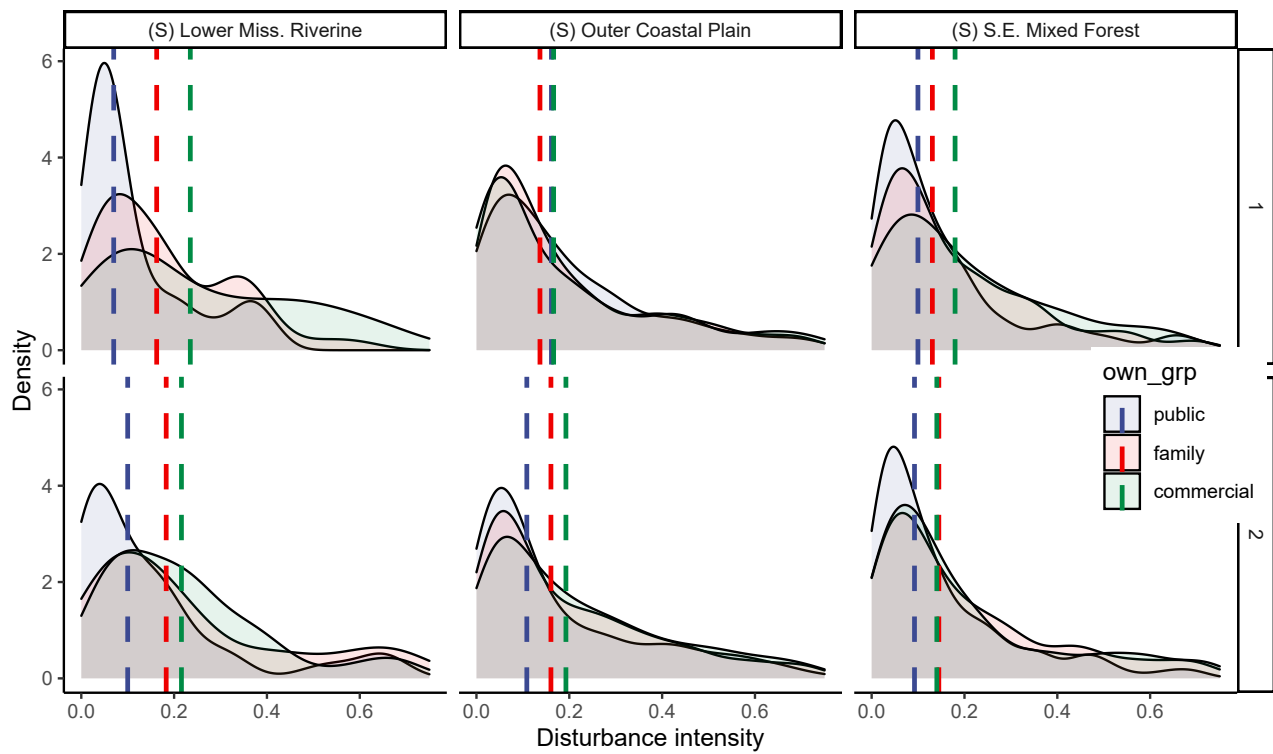 (S) Lower Miss. Riverine (S) Outer Coastal Plain (S) S.E. Mixed Forest
6
4
2
0
1
Density
6
4
2
0
2
own_grp
public
family
commercial
0.0 0.2 0.4 0.6 0.0 0.2 0.4 0.6 0.0 0.2 0.4 0.6
Disturbance intensity